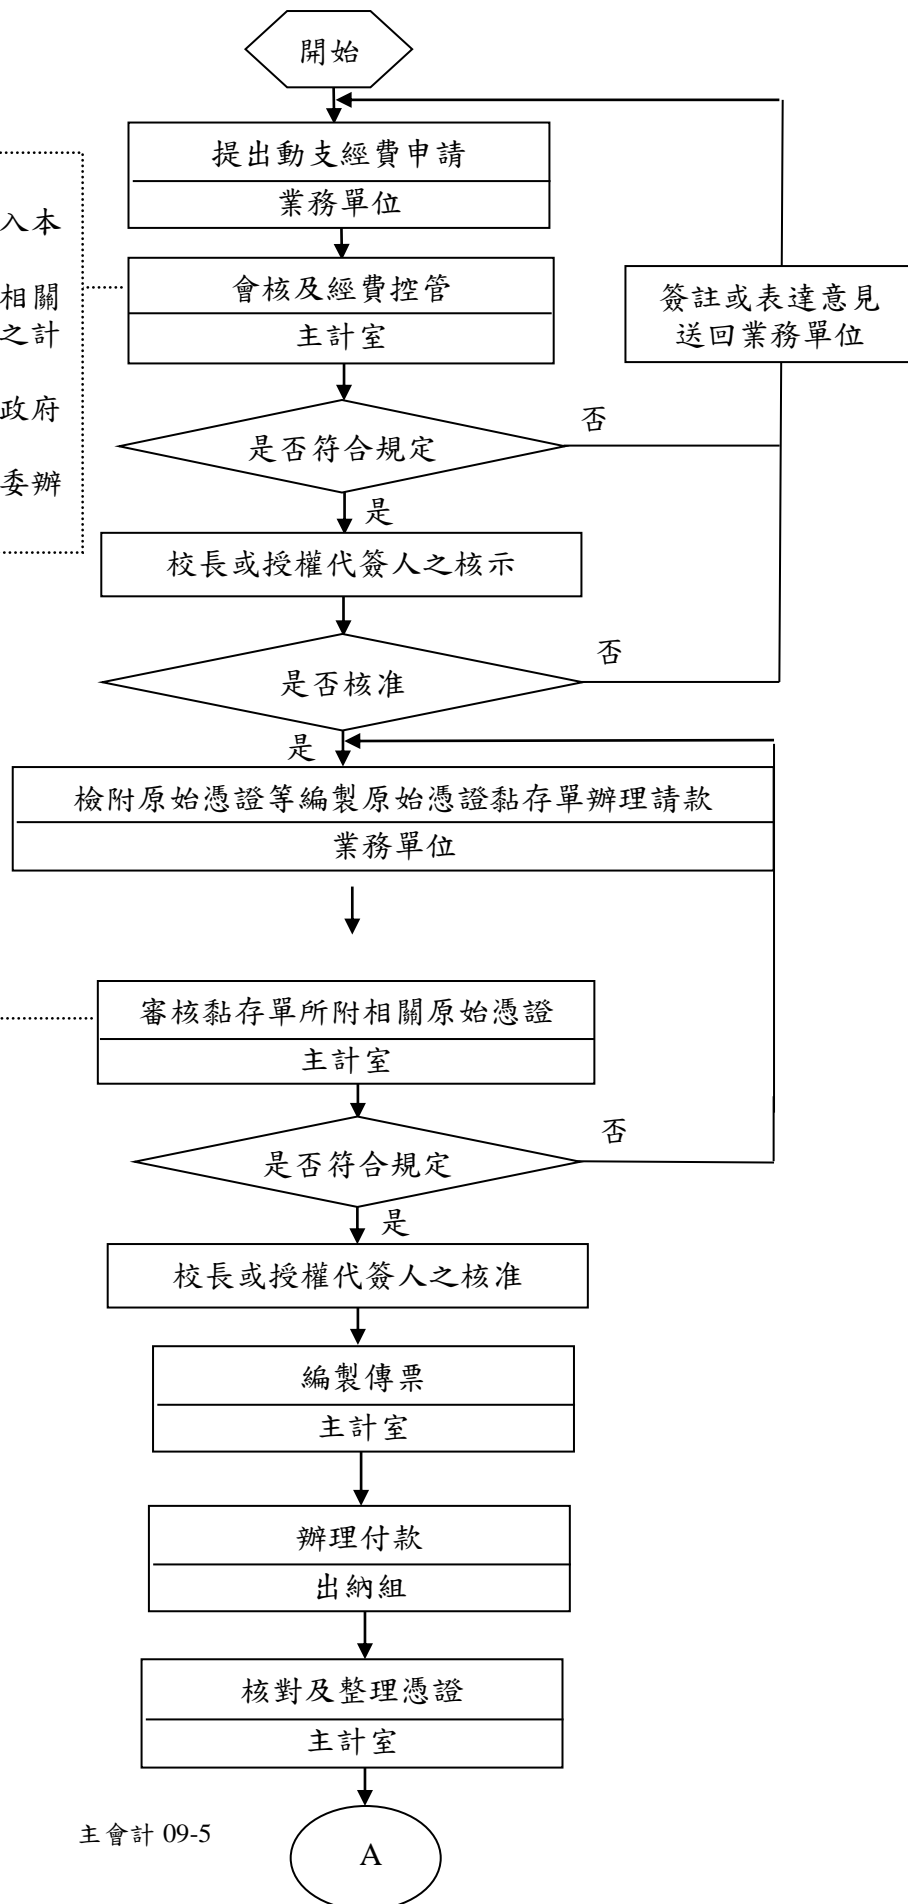 開始
提出動支經費申請
業務單位
入本
相關
之計
政府
委辦
會核及經費控管
主計室
簽註或表達意見
送回業務單位
是否符合規定
否
是
校長或授權代簽人之核示
是否核准
否
是
檢附原始憑證等編製原始憑證黏存單辦理請款
業務單位
審核黏存單所附相關原始憑證
主計室
是否符合規定
否
是
校長或授權代簽人之核准
編製傳票
主計室
辦理付款
出納組
核對及整理憑證
主計室
主會計 09-5
A